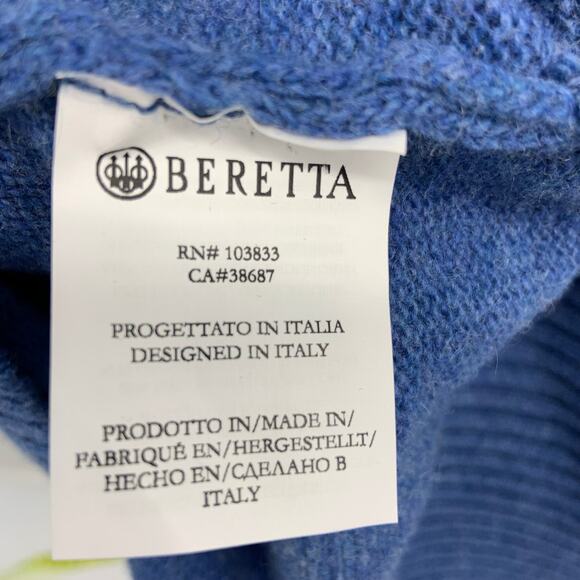 BERETTA
RN# 103833
CA#38687
PROGETTATO IN ITALIA
DESIGNED IN ITALY
PRODOTTO IN/MADE IN/
FABRIQUÉ EN/HERGESTELLT/
HECHO EN/СДЕЛАНО В
ITALY